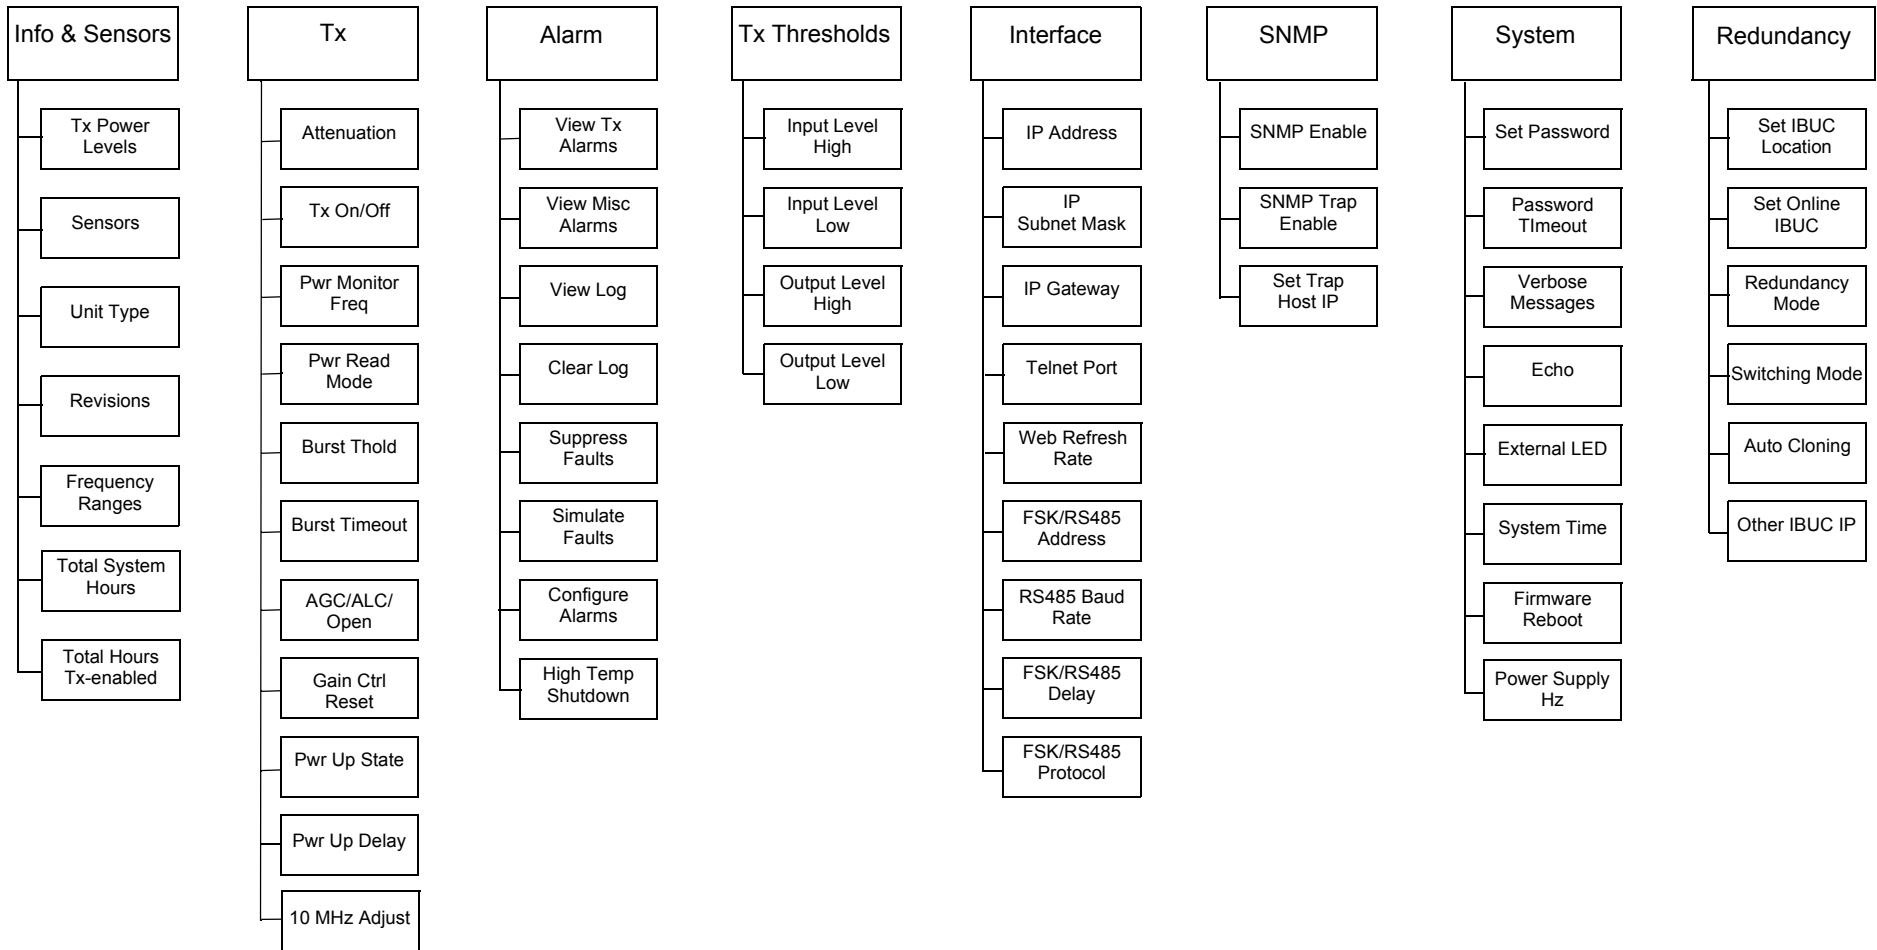 Info & Sensors
Tx Power
Levels
Sensors
Unit Type
Revisions
Frequency
Ranges
Total System
Hours
Total Hours
Tx-enabled
Tx
Attenuation
Tx On/Off
Pwr Monitor
Freq
Pwr Read
Mode
Burst Thold
Burst Timeout
AGC/ALC/
Open
Gain Ctrl
Reset
Pwr Up State
Pwr Up Delay
10 MHz Adjust
Alarm
View Tx
Alarms
View Misc
Alarms
View Log
Clear Log
Suppress
Faults
Simulate
Faults
Configure
Alarms
High Temp
Shutdown
Tx Thresholds
Input Level
High
Input Level
Low
Output Level
High
Output Level
Low
Interface
IP Address
IP
Subnet Mask
IP Gateway
Telnet Port
Web Refresh
Rate
FSK/RS485
Address
RS485 Baud
Rate
FSK/RS485
Delay
FSK/RS485
Protocol
SNMP
SNMP Enable
SNMP Trap
Enable
Set Trap
Host IP
System
Set Password
Password
TImeout
Verbose
Messages
Echo
External LED
System Time
Firmware
Reboot
Power Supply
Hz
Redundancy
Set IBUC
Location
Set Online
IBUC
Redundancy
Mode
Switching Mode
Auto Cloning
Other IBUC IP